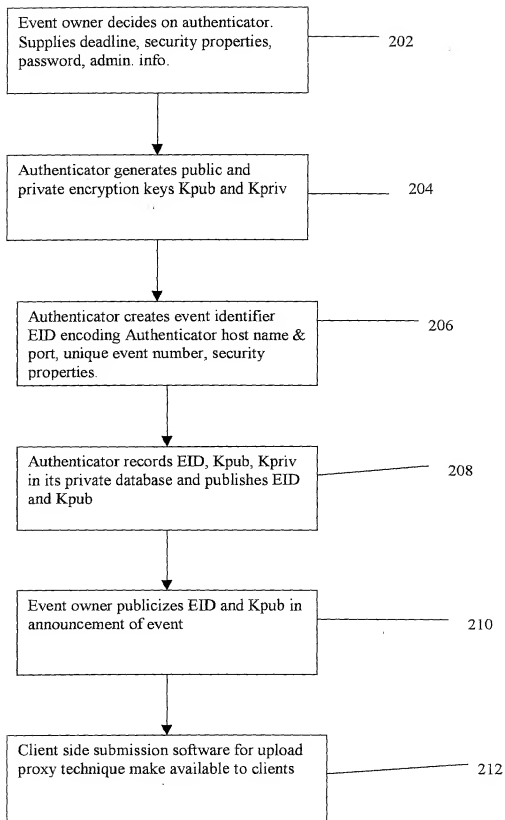 Event owner decides on authenticator.
Supplies deadline, security properties,
password, admin. info.
202
Authenticator generates public and
private encryption keys Kpub and Kpriv
204
Authenticator creates event identifier
EID encoding Authenticator host name &
port, unique event number, security
properties.
206
Authenticator records EID, Kpub, Kpriv
in its private database and publishes EID
and Kpub
208
Event owner publicizes EID and Kpub in
announcement of event
210
Client side submission software for upload
proxy technique make available to clients
212